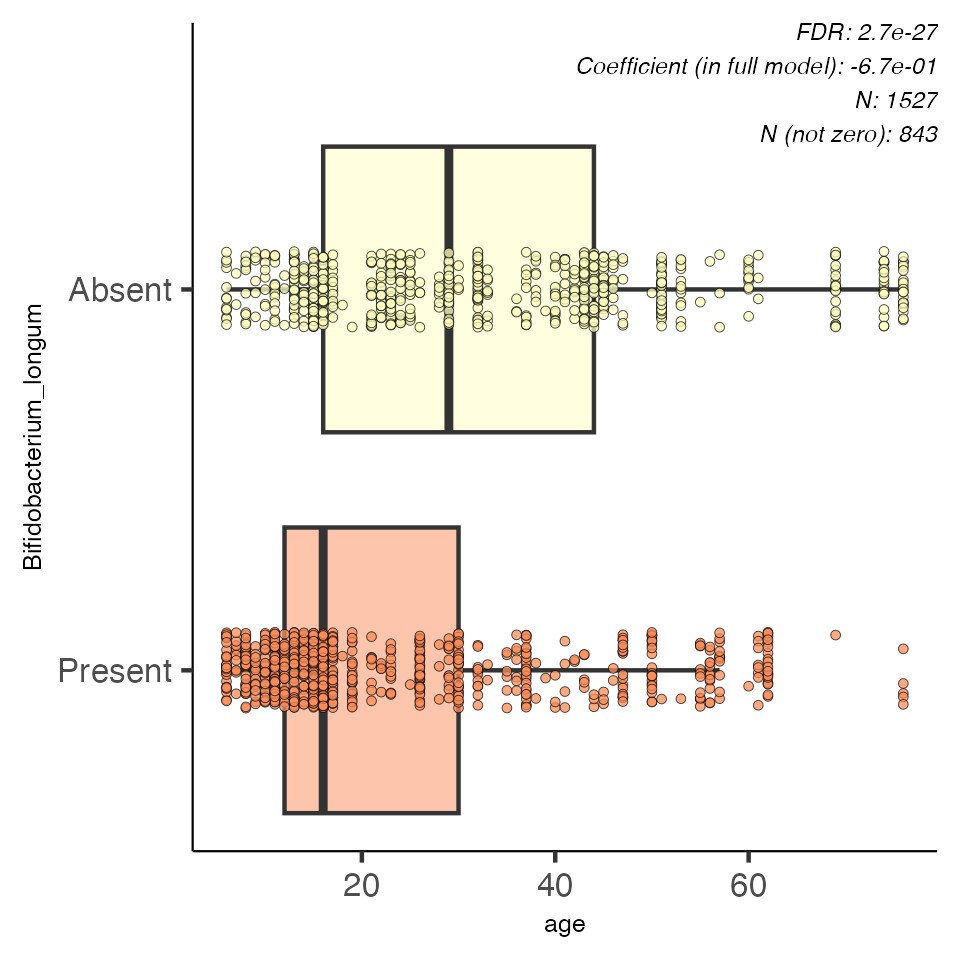 FDR: 2.7e-27
Coefficient (in full model): -6.7e-01
N: 1527
N (not zero): 843
Bifidobacterium_longum
Absent
Present
20 40 60
age